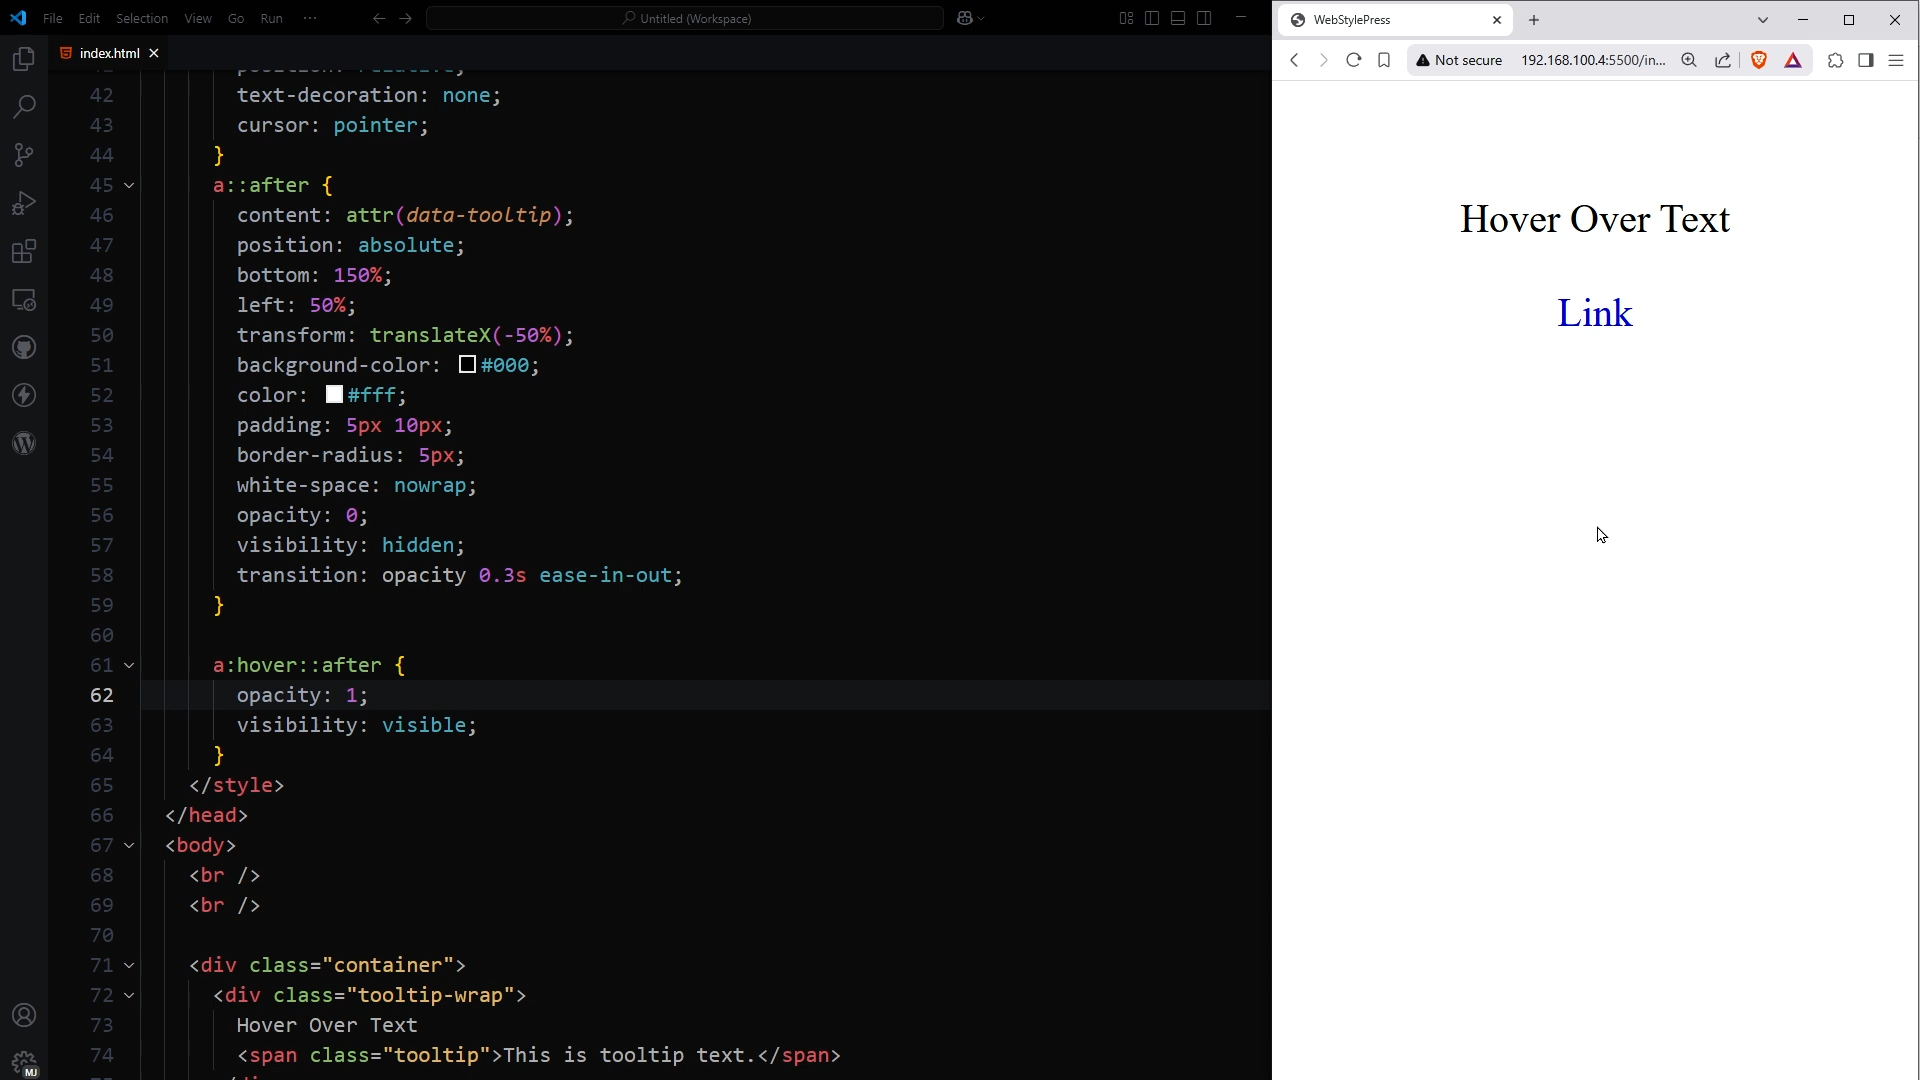 File Edit Selection View Go Run ··· Untitled (Workspace)
index.html
position: relative;
42 text-decoration: none;
43 cursor: pointer;
44 }
45 a::after {
46 content: attr(data-tooltip);
47 position: absolute;
48 bottom: 150%;
49 left: 50%;
50 transform: translateX(-50%);
51 background-color: #000;
52 color: #fff;
53 padding: 5px 10px;
54 border-radius: 5px;
55 white-space: nowrap;
56 opacity: 0;
57 visibility: hidden;
58 transition: opacity 0.3s ease-in-out;
59 }
60
61 a:hover::after {
62 opacity: 1;
63 visibility: visible;
64 }
65 </style>
66 </head>
67 <body>
68 <br />
69 <br />
70
71 <div class="container">
72 <div class="tooltip-wrap">
73 Hover Over Text
74 <span class="tooltip">This is tooltip text.</span>
MJ
WebStylePress
Not secure 192.168.100.4:5500/in...
Hover Over Text
Link